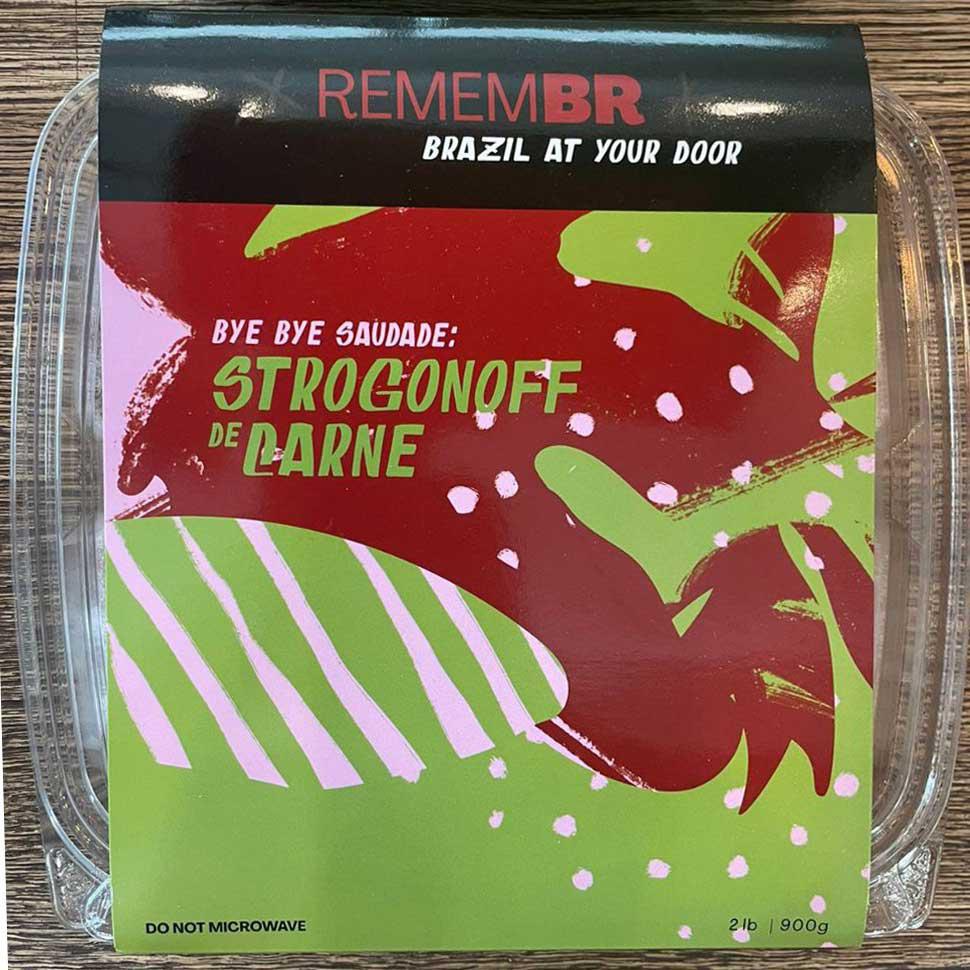 REMEMBR
BRAZIL AT YOUR DOOR
BYE BYE SAUDADE:
STROGONOFF
DE CARNE
DO NOT MICROWAVE
2lb | 900g